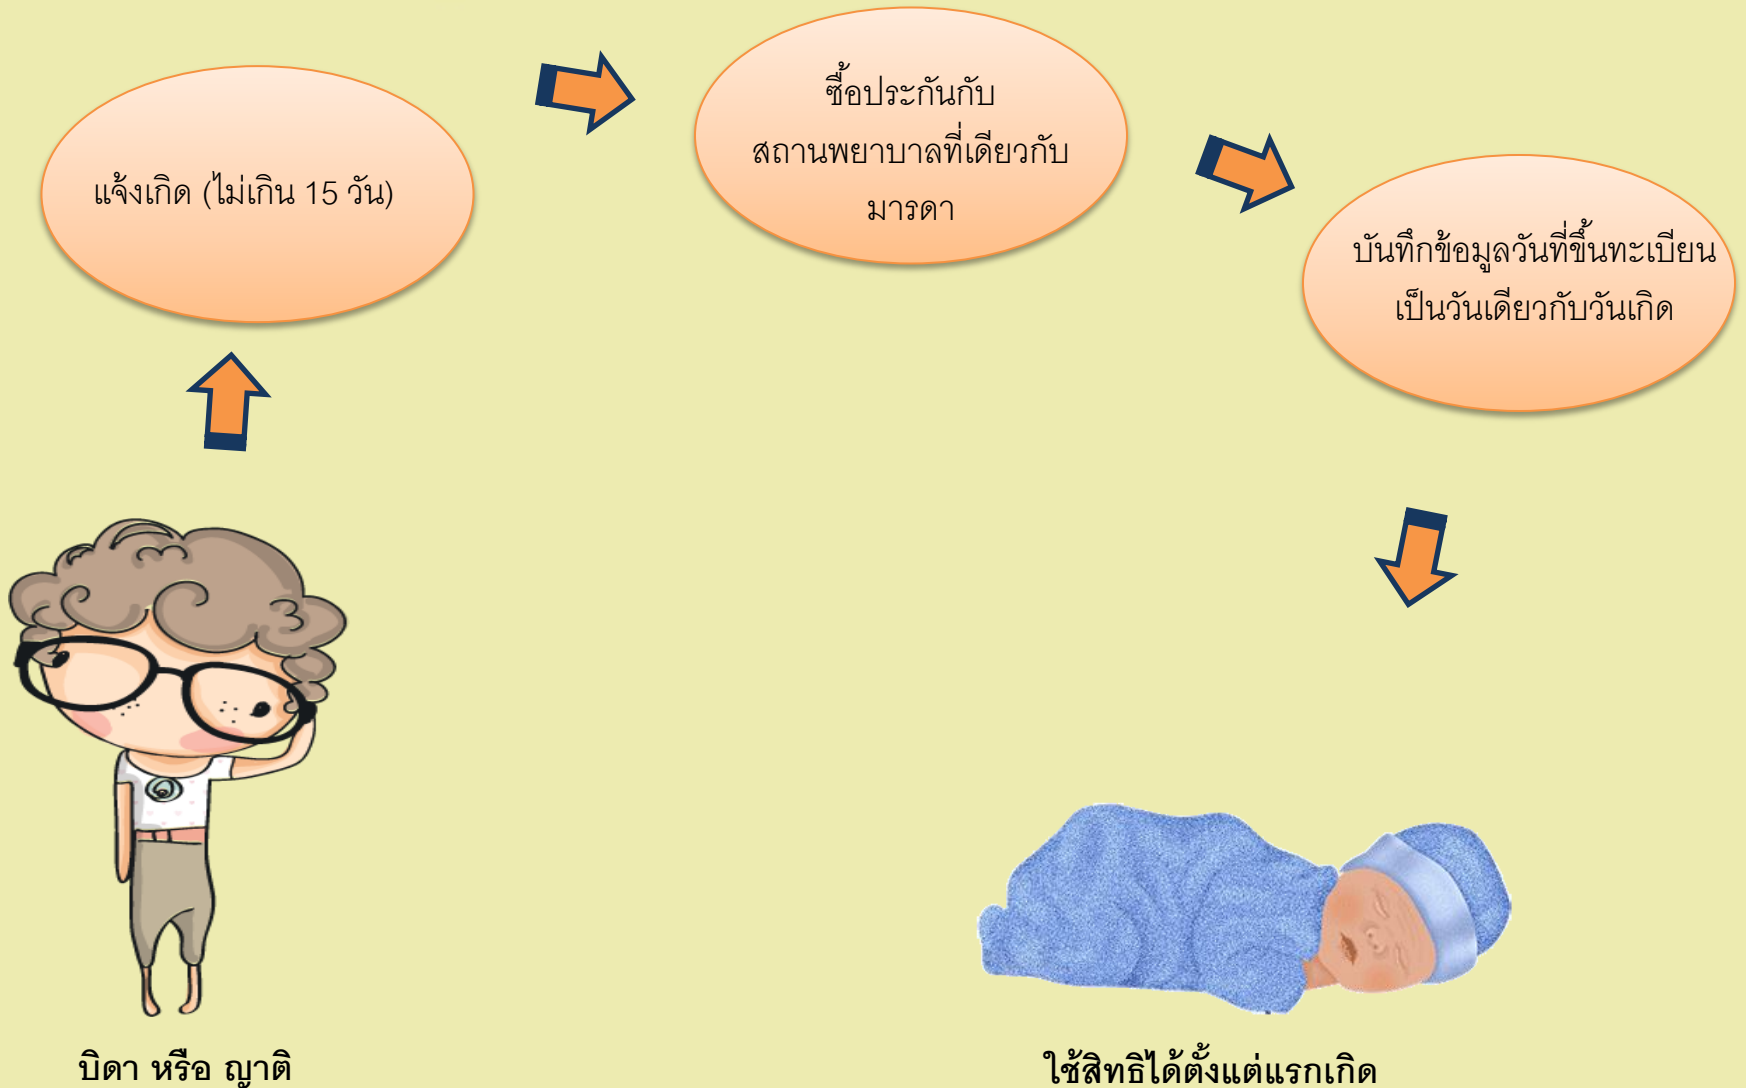 แจ้งเกิด (ไม่เกิน 15 วัน)
ซื้อประกันกับ
สถานพยาบาลที่เดียวกับ
มารดา
บันทึกข้อมูลวันที่ขึ้นทะเบียน
เป็นวันเดียวกับวันเกิด
บิดา หรือ ญาติ
ใช้สิทธิได้ตั้งแต่แรกเกิด